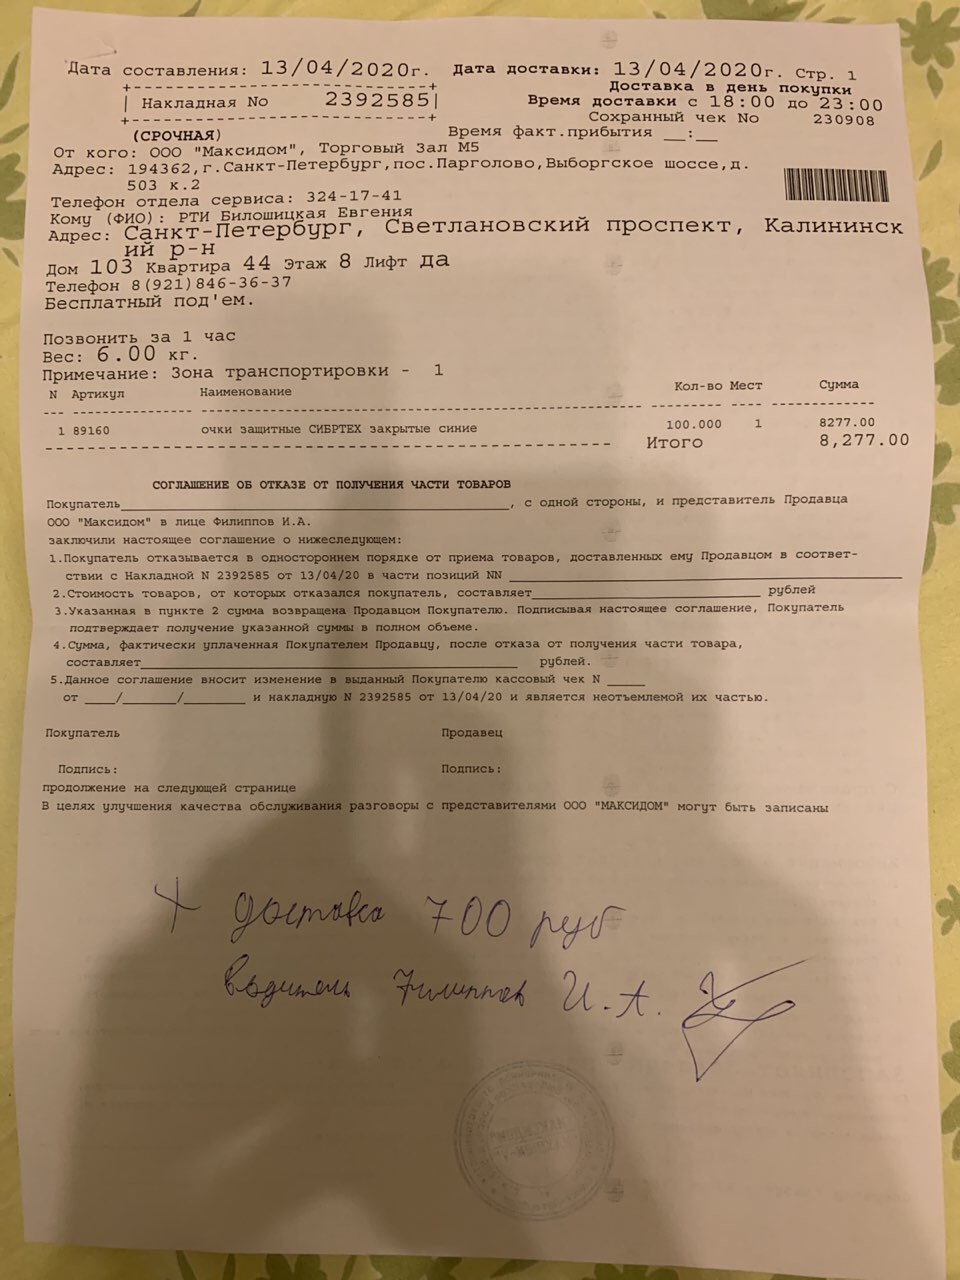 Дата составления: 13/04/2020г. Дата доставки: 13/04/2020г. Стр. 1
Доставка в день покупки
Накладная No 2392585
Время доставки с 18:00 до 23:00
Сохранный чек No 230908
(СРОЧНАЯ)
Время факт.прибытия __:__
От кого: ООО "Максидом", Торговый Зал М5
Адрес: 194362,г.Санкт-Петербург,пос.Парголово,Выборгское шоссе,д.
503 к.2
Телефон отдела сервиса: 324-17-41
Кому (ФИО): РТИ Билошицкая Евгения
Адрес: Санкт-Петербург, Светлановский проспект, Калининск
ий р-н
Дом 103 Квартира 44 Этаж 8 Лифт да
Телефон 8(921)846-36-37
Бесплатный под'ем.
Позвонить за 1 час
Вес: 6.00 кг.
Примечание: Зона транспортировки - 1
N Артикул Наименование Кол-во Мест Сумма
1 89160 очки защитные СИБРТЕХ закрытые синие 100.000 1 8277.00
Итого 8,277.00
СОГЛАШЕНИЕ ОБ ОТКАЗЕ ОТ ПОЛУЧЕНИЯ ЧАСТИ ТОВАРОВ
Покупатель____, с одной стороны, и представитель Продавца
ООО "Максидом" в лице Филиппов И.А.
заключили настоящее соглашение о нижеследующем:
1.Покупатель отказывается в одностороннем порядке от приема товаров, доставленных ему Продавцом в соответ-
ствии с Накладной N 2392585 от 13/04/20 в части позиций NN ____
2.Стоимость товаров, от которых отказался покупатель, составляет____ рублей
3.Указанная в пункте 2 сумма возвращена Продавцом Покупателю. Подписывая настоящее соглашение, Покупатель
подтверждает получение указанной суммы в полном объеме.
4.Сумма, фактически уплаченная Покупателем Продавцу, после отказа от получения части товара,
составляет____ рублей.
5.Данное соглашение вносит изменение в выданный Покупателю кассовый чек N ____
от ____/____/____ и накладную N 2392585 от 13/04/20 и является неотъемлемой их частью.
Покупатель Продавец
Подпись: Подпись:
продолжение на следующей странице
В целях улучшения качества обслуживания разговоры с представителями ООО "МАКСИДОМ" могут быть записаны
+ доставка 700 руб
водитель Филиппов И.А.